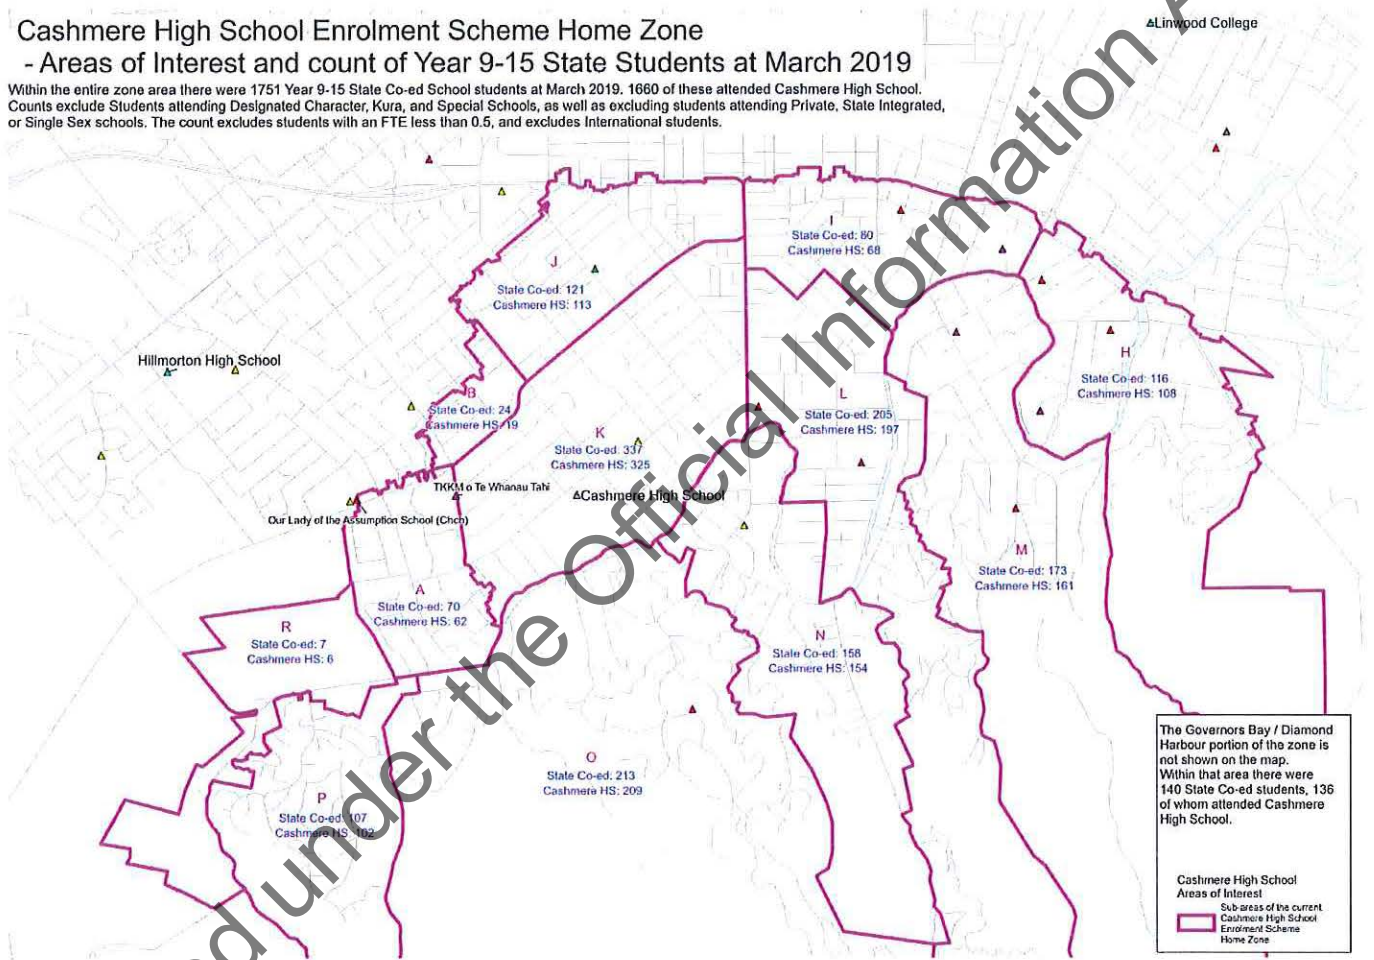 Cashmere High School Enrolment Scheme Home Zone
- Areas of Interest and count of Year 9-15 State Students at March 2019
Within the entire zone area there were 1751 Year 9-15 State Co-ed School students at March 2019. 1660 of these attended Cashmere High School.
Counts exclude Students attending Designated Character, Kura, and Special Schools, as well as excluding students attending Private, State Integrated,
or Single Sex schools. The count excludes students with an FTE less than 0.5, and excludes International students.
Linwood College
I
State Co-ed: 80
Cashmere HS: 68
J
State Co-ed: 121
Cashmere HS: 113
Hillmorton High School
H
State Co-ed: 116
Cashmere HS: 108
B
State Co-ed: 24
Cashmere HS: 19
L
State Co-ed: 205
Cashmere HS: 197
K
State Co-ed: 337
Cashmere HS: 325
TKKM o Te Whanau Tahi
Cashmere High School
Our Lady of the Assumption School (Chch)
M
State Co-ed: 173
Cashmere HS: 161
A
State Co-ed: 70
Cashmere HS: 62
R
State Co-ed: 7
Cashmere HS: 6
N
State Co-ed: 158
Cashmere HS: 154
O
State Co-ed: 213
Cashmere HS: 209
P
State Co-ed: 107
Cashmere HS: 102
The Governors Bay / Diamond
Harbour portion of the zone is
not shown on the map.
Within that area there were
140 State Co-ed students, 136
of whom attended Cashmere
High School.
Cashmere High School
Areas of Interest
Sub-areas of the current
Cashmere High School
Enrolment Scheme
Home Zone
under the Official Information